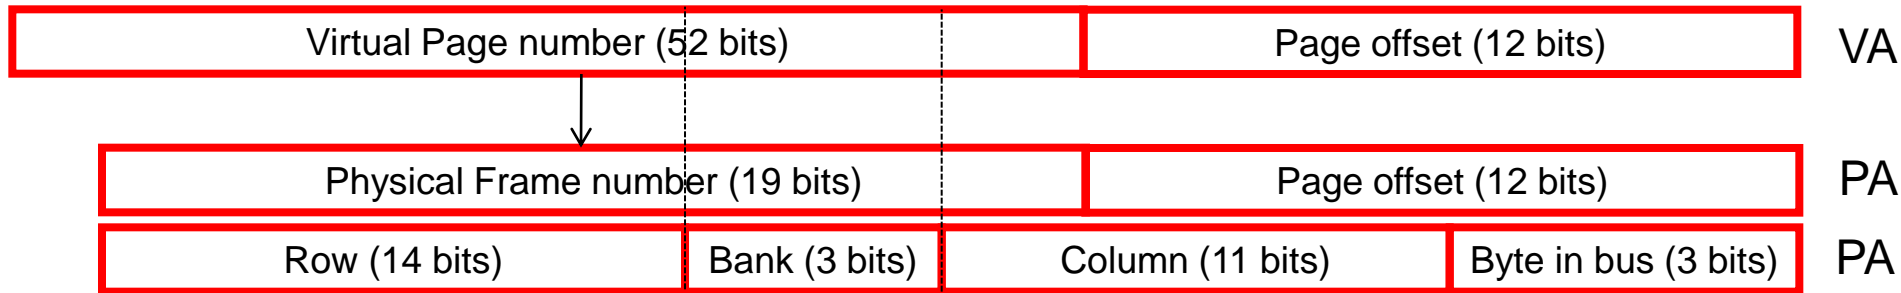 Virtual Page number (52 bits) Page offset (12 bits) VA
Physical Frame number (19 bits) Page offset (12 bits) PA
Row (14 bits) Bank (3 bits) Column (11 bits) Byte in bus (3 bits) PA